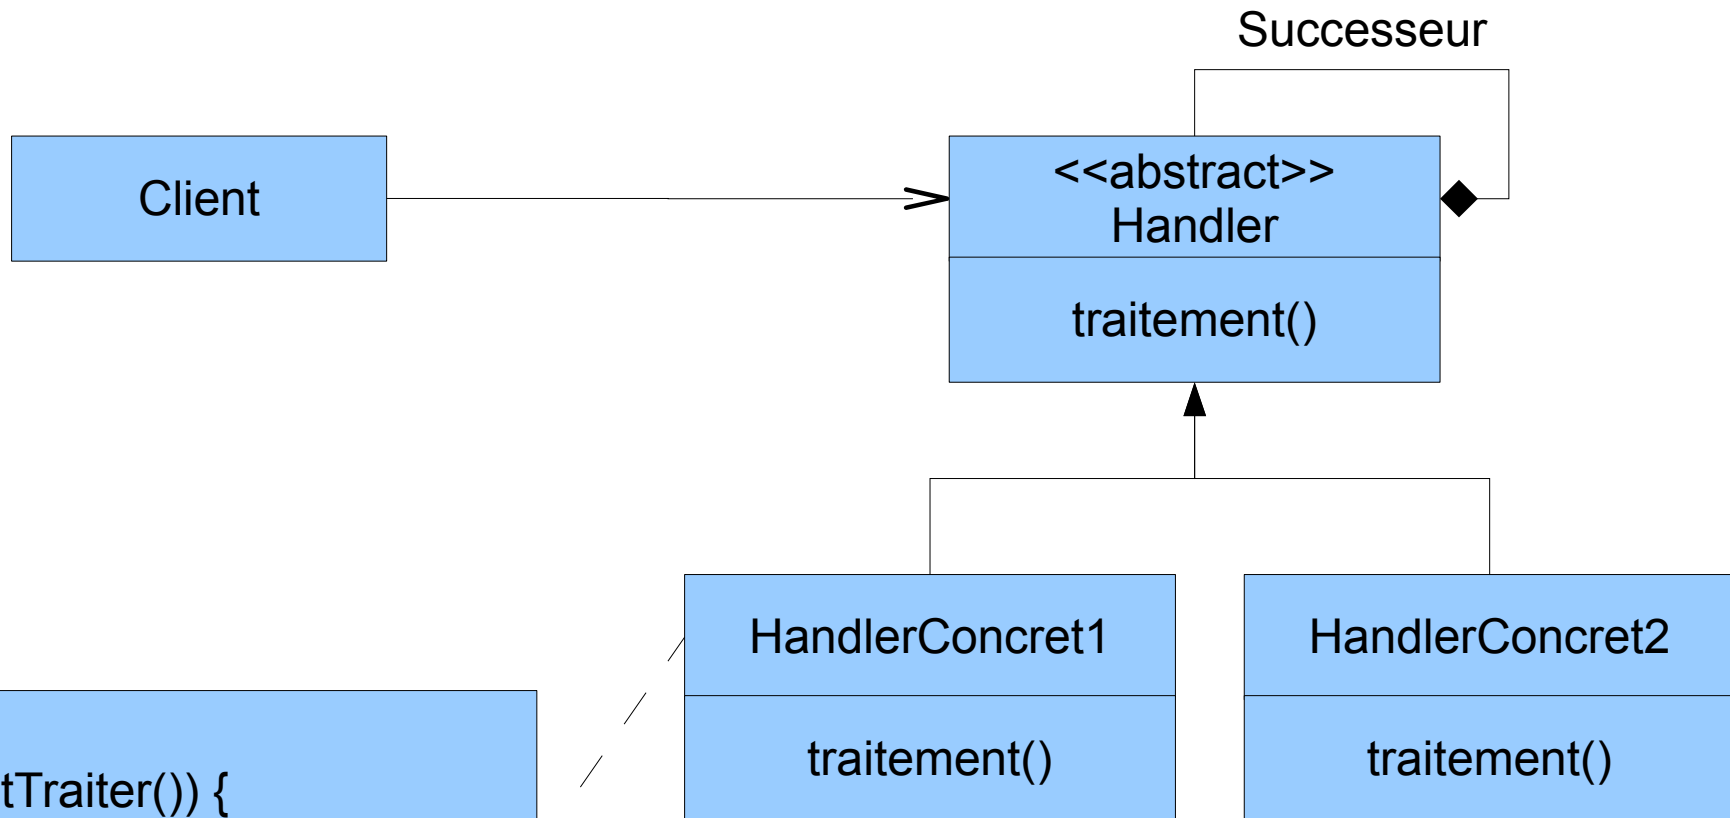 Successeur
Client
<<abstract>>
Handler
traitement()
HandlerConcret1
HandlerConcret2
traitement()
traitement()
tTraiter()) {